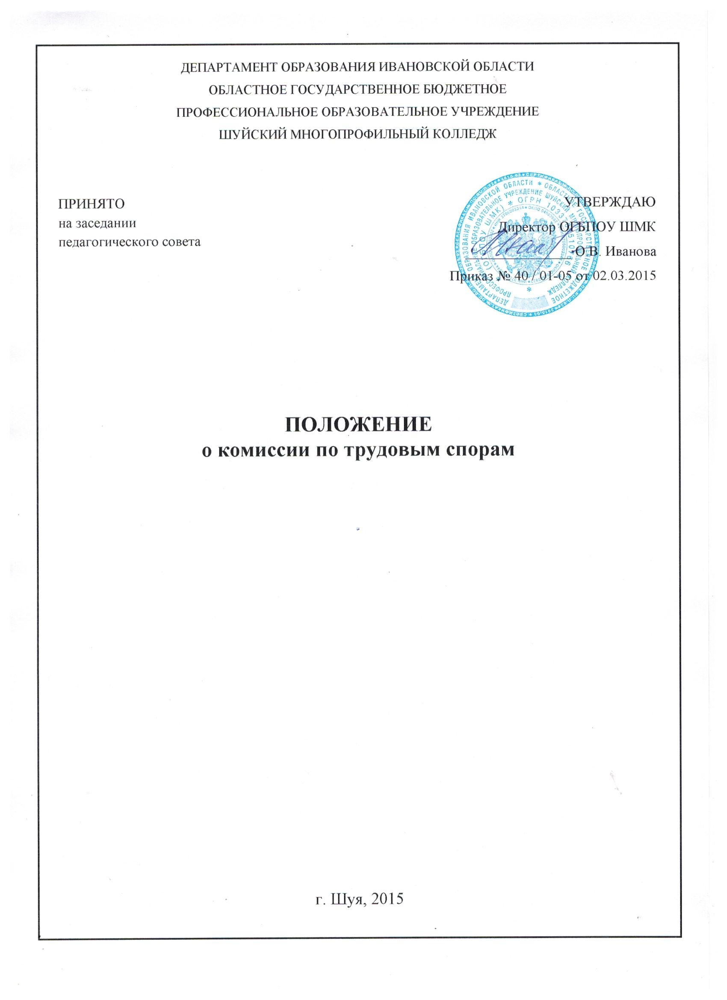 ДЕПАРТАМЕНТ ОБРАЗОВАНИЯ ИВАНОВСКОЙ ОБЛАСТИ
ОБЛАСТНОЕ ГОСУДАРСТВЕННОЕ БЮДЖЕТНОЕ
ПРОФЕССИОНАЛЬНОЕ ОБРАЗОВАТЕЛЬНОЕ УЧРЕЖДЕНИЕ
ШУЙСКИЙ МНОГОПРОФИЛЬНЫЙ КОЛЛЕДЖ
ПРИНЯТО
на заседании
педагогического совета
УТВЕРЖДАЮ
Директор ОГБПОУ ШМК
О.В. Иванова
Приказ № 40 / 01-05 от 02.03.2015
ПОЛОЖЕНИЕ
о комиссии по трудовым спорам
г. Шуя, 2015